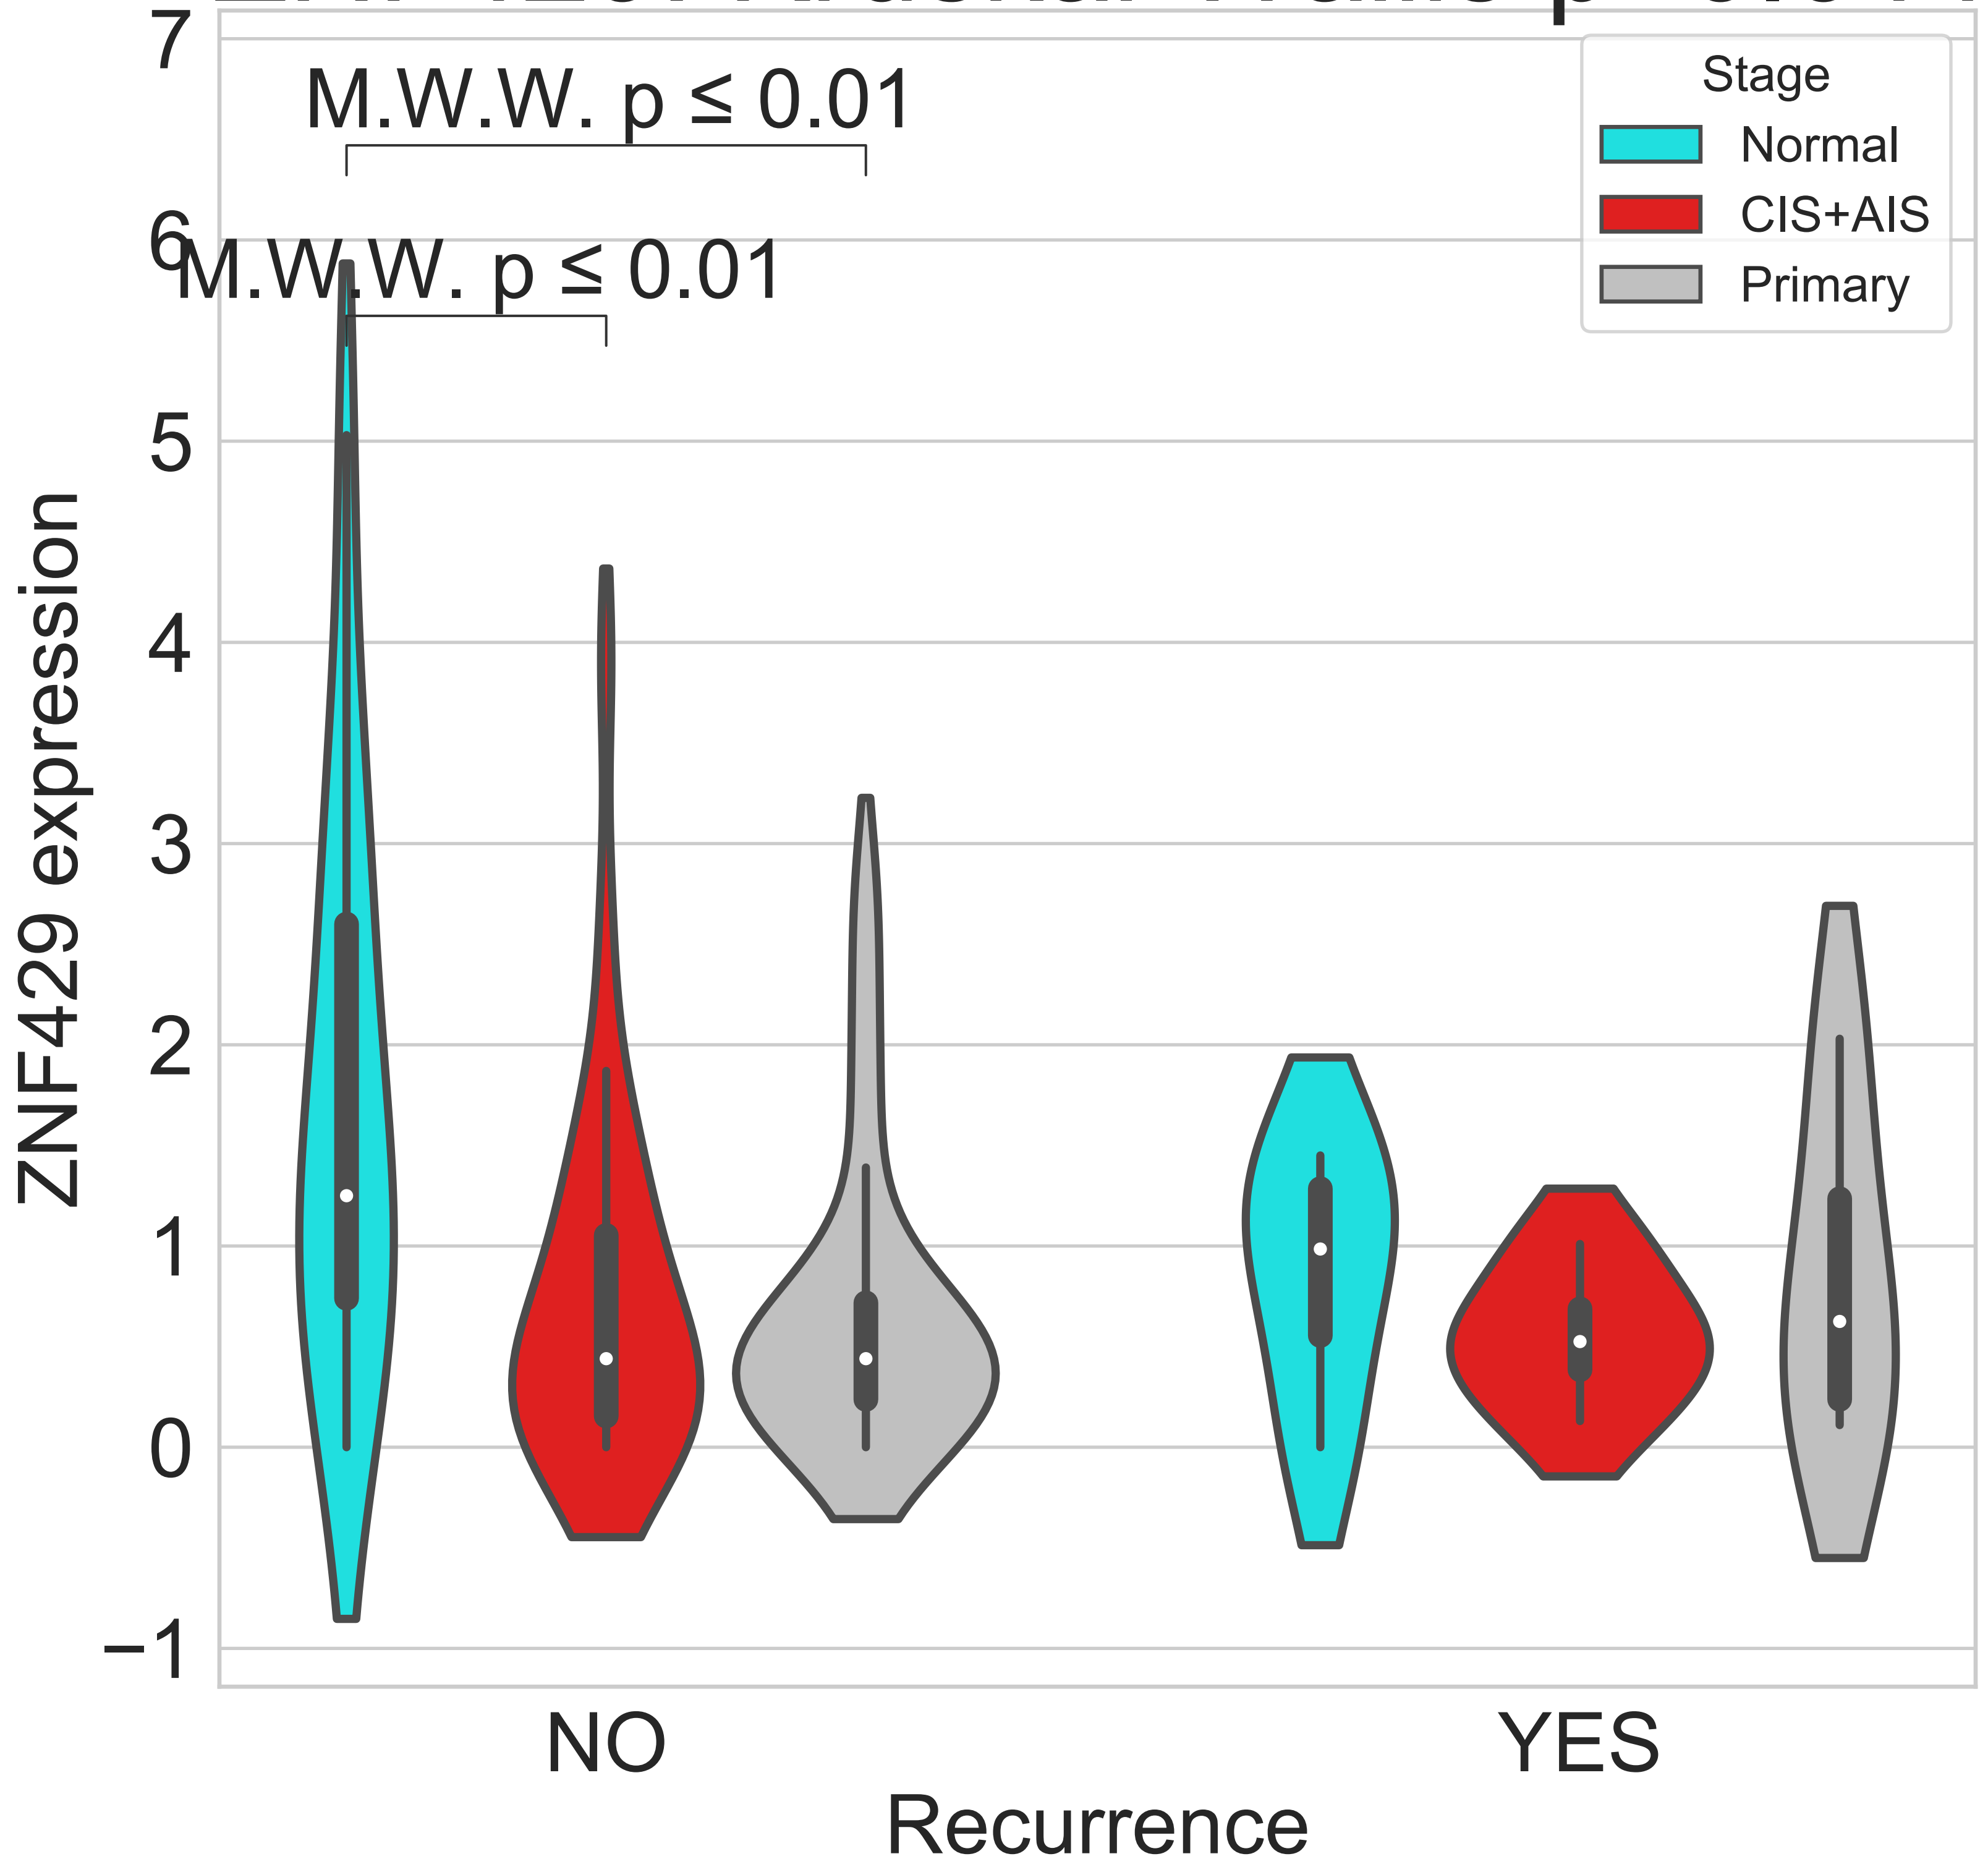 7
M.W.W. p ≤ 0.01
6
M.W.W. p ≤ 0.01
5
4
3
2
1
0
−1
ZNF429 expression
NO
YES
Recurrence
Stage
Normal
CIS+AIS
Primary